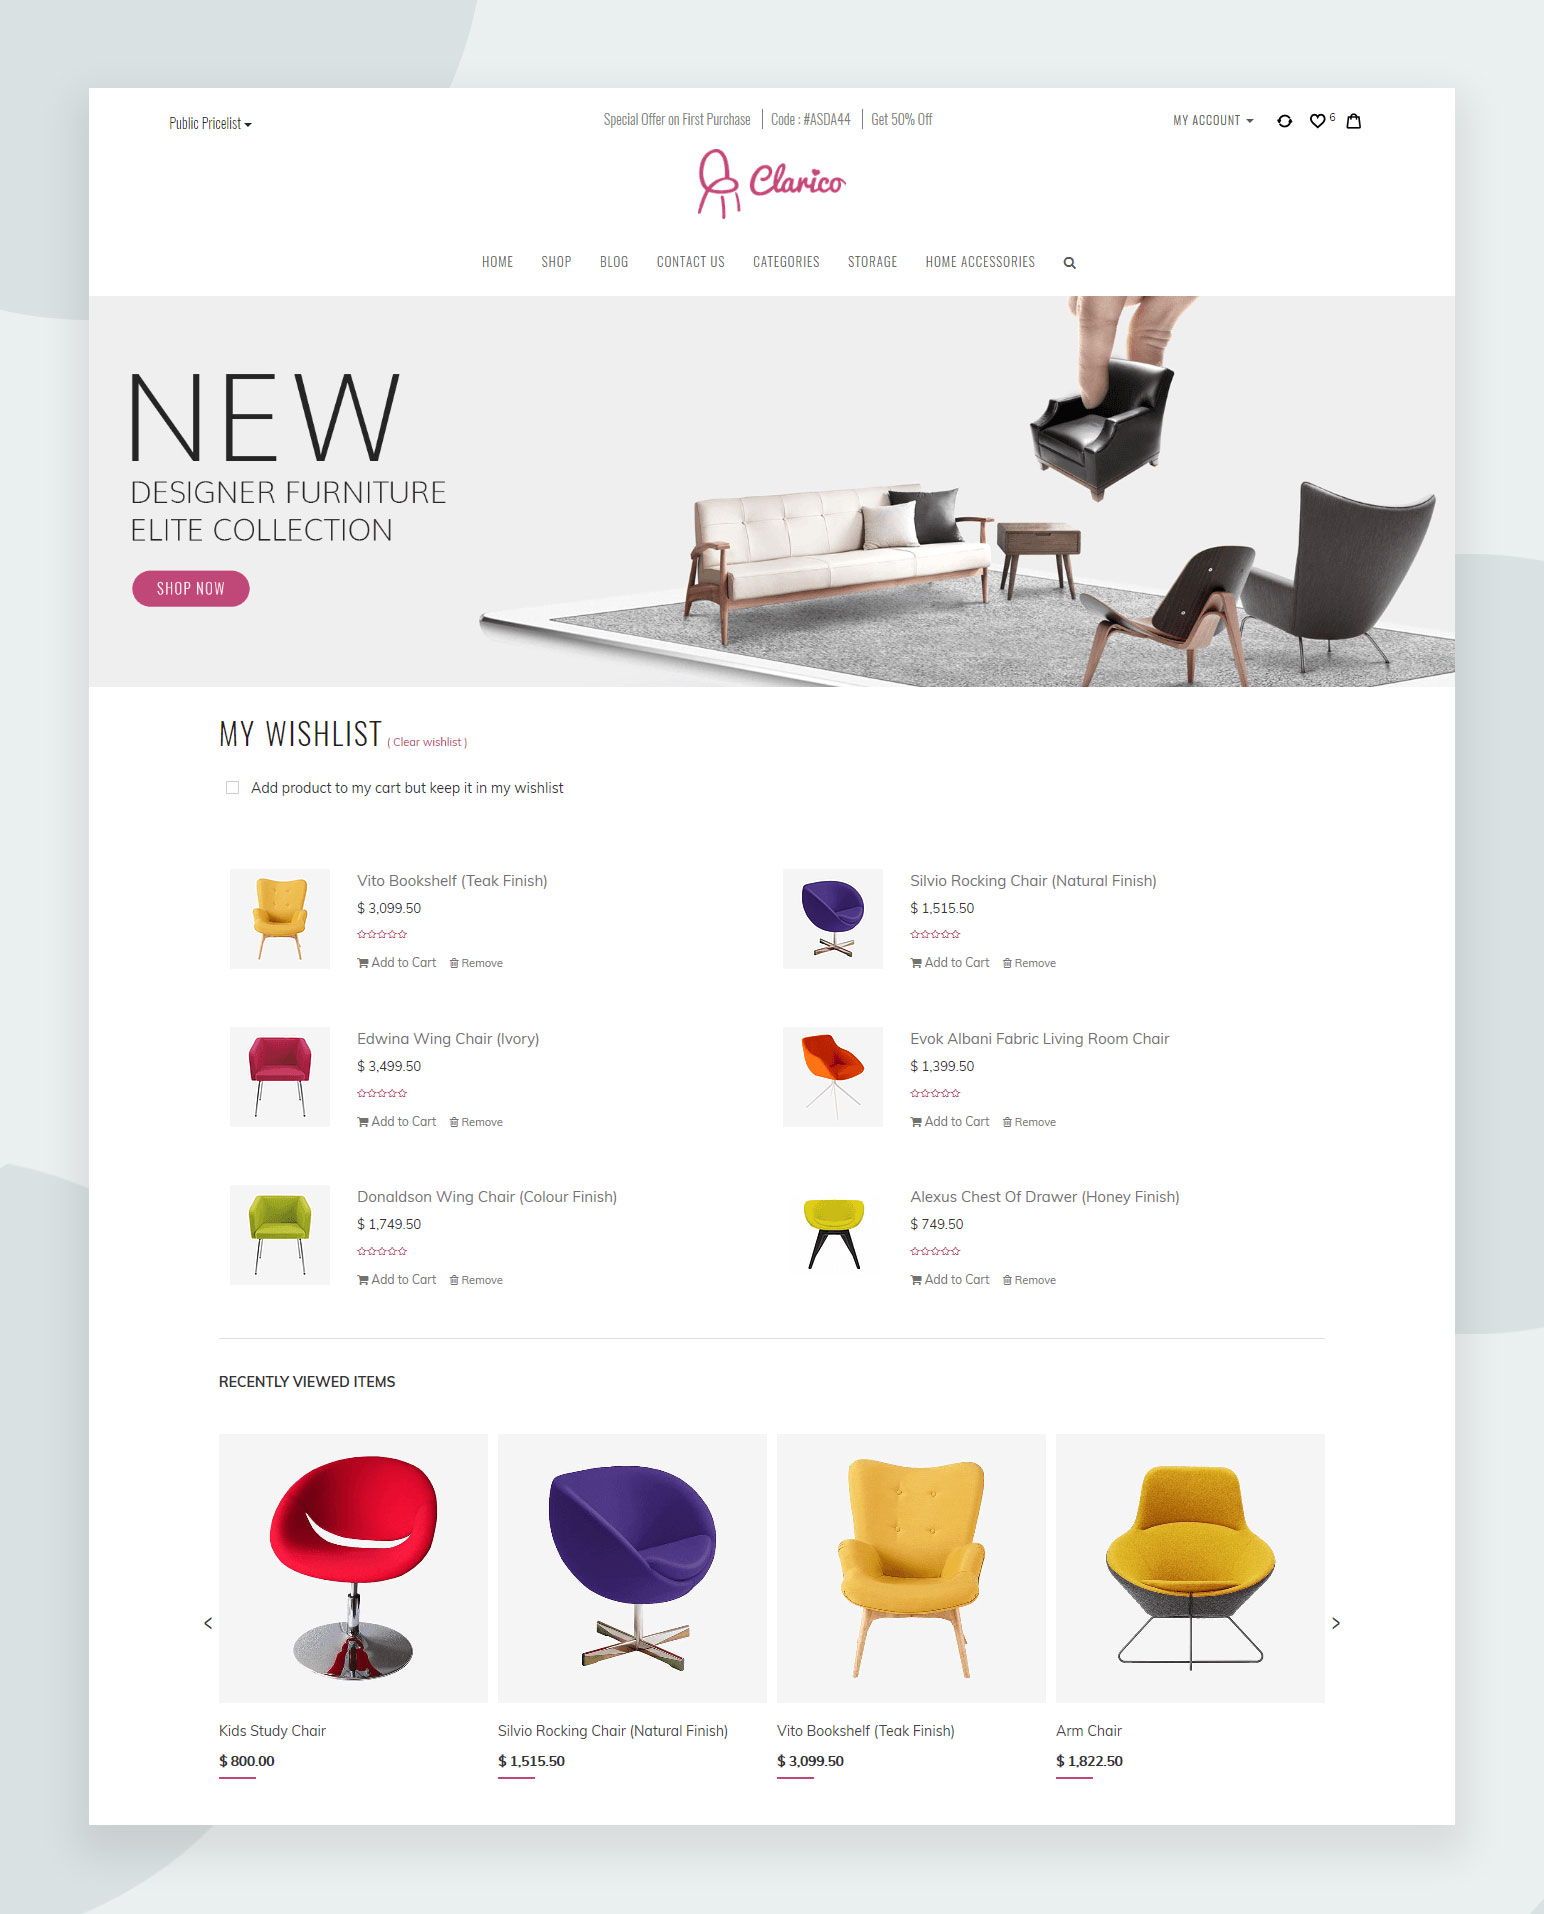 Public Pricelist
Special Offer on First Purchase
Code : #ASDA44
Get 50% Off
MY ACCOUNT
6
Clarico
HOME
SHOP
BLOG
CONTACT US
CATEGORIES
STORAGE
HOME ACCESSORIES
NEW
DESIGNER FURNITURE
ELITE COLLECTION
SHOP NOW
MY WISHLIST ( Clear wishlist )
Add product to my cart but keep it in my wishlist
Vito Bookshelf (Teak Finish)
$ 3,099.50
Add to Cart Remove
Silvio Rocking Chair (Natural Finish)
$ 1,515.50
Add to Cart Remove
Edwina Wing Chair (Ivory)
$ 3,499.50
Add to Cart Remove
Evok Albani Fabric Living Room Chair
$ 1,399.50
Add to Cart Remove
Donaldson Wing Chair (Colour Finish)
$ 1,749.50
Add to Cart Remove
Alexus Chest Of Drawer (Honey Finish)
$ 749.50
Add to Cart Remove
RECENTLY VIEWED ITEMS
Kids Study Chair
$ 800.00
Silvio Rocking Chair (Natural Finish)
$ 1,515.50
Vito Bookshelf (Teak Finish)
$ 3,099.50
Arm Chair
$ 1,822.50